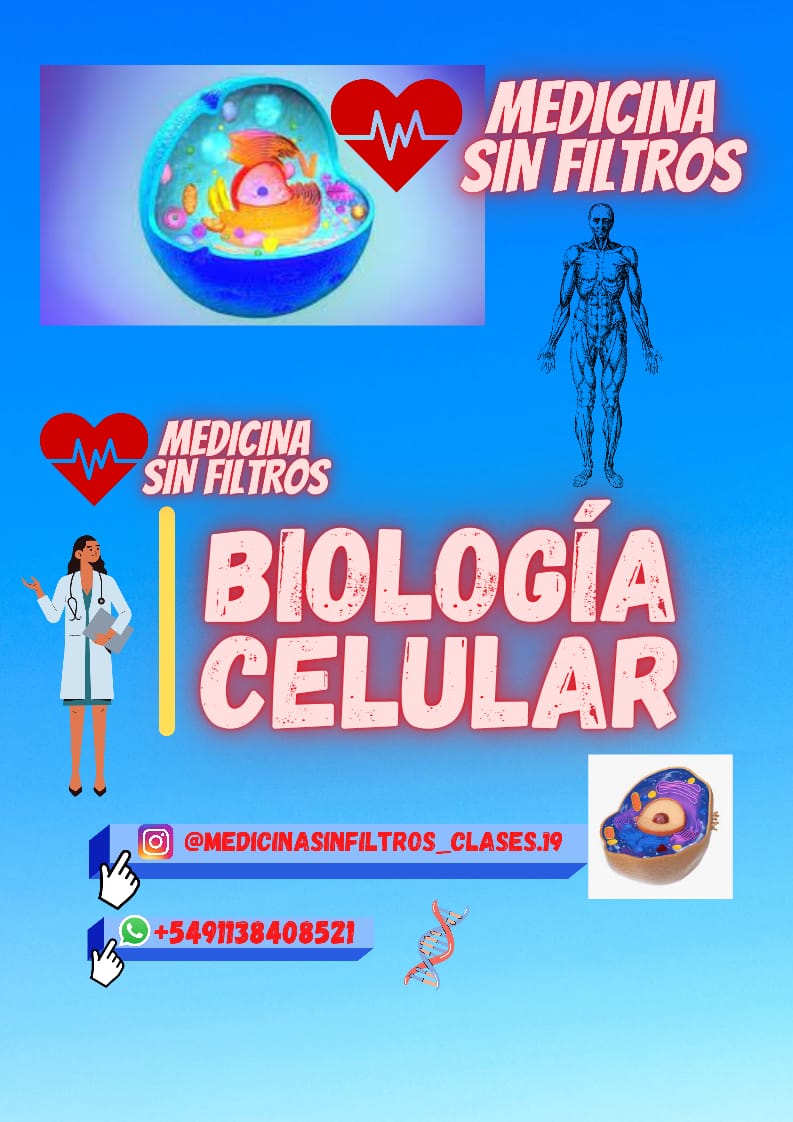 MEDICINA
SIN FILTROS
MEDICINA
SIN FILTROS
BIOLOGÍA
CELULAR
@MEDICINASINFILTROS_CLASES.19
+5491138408521